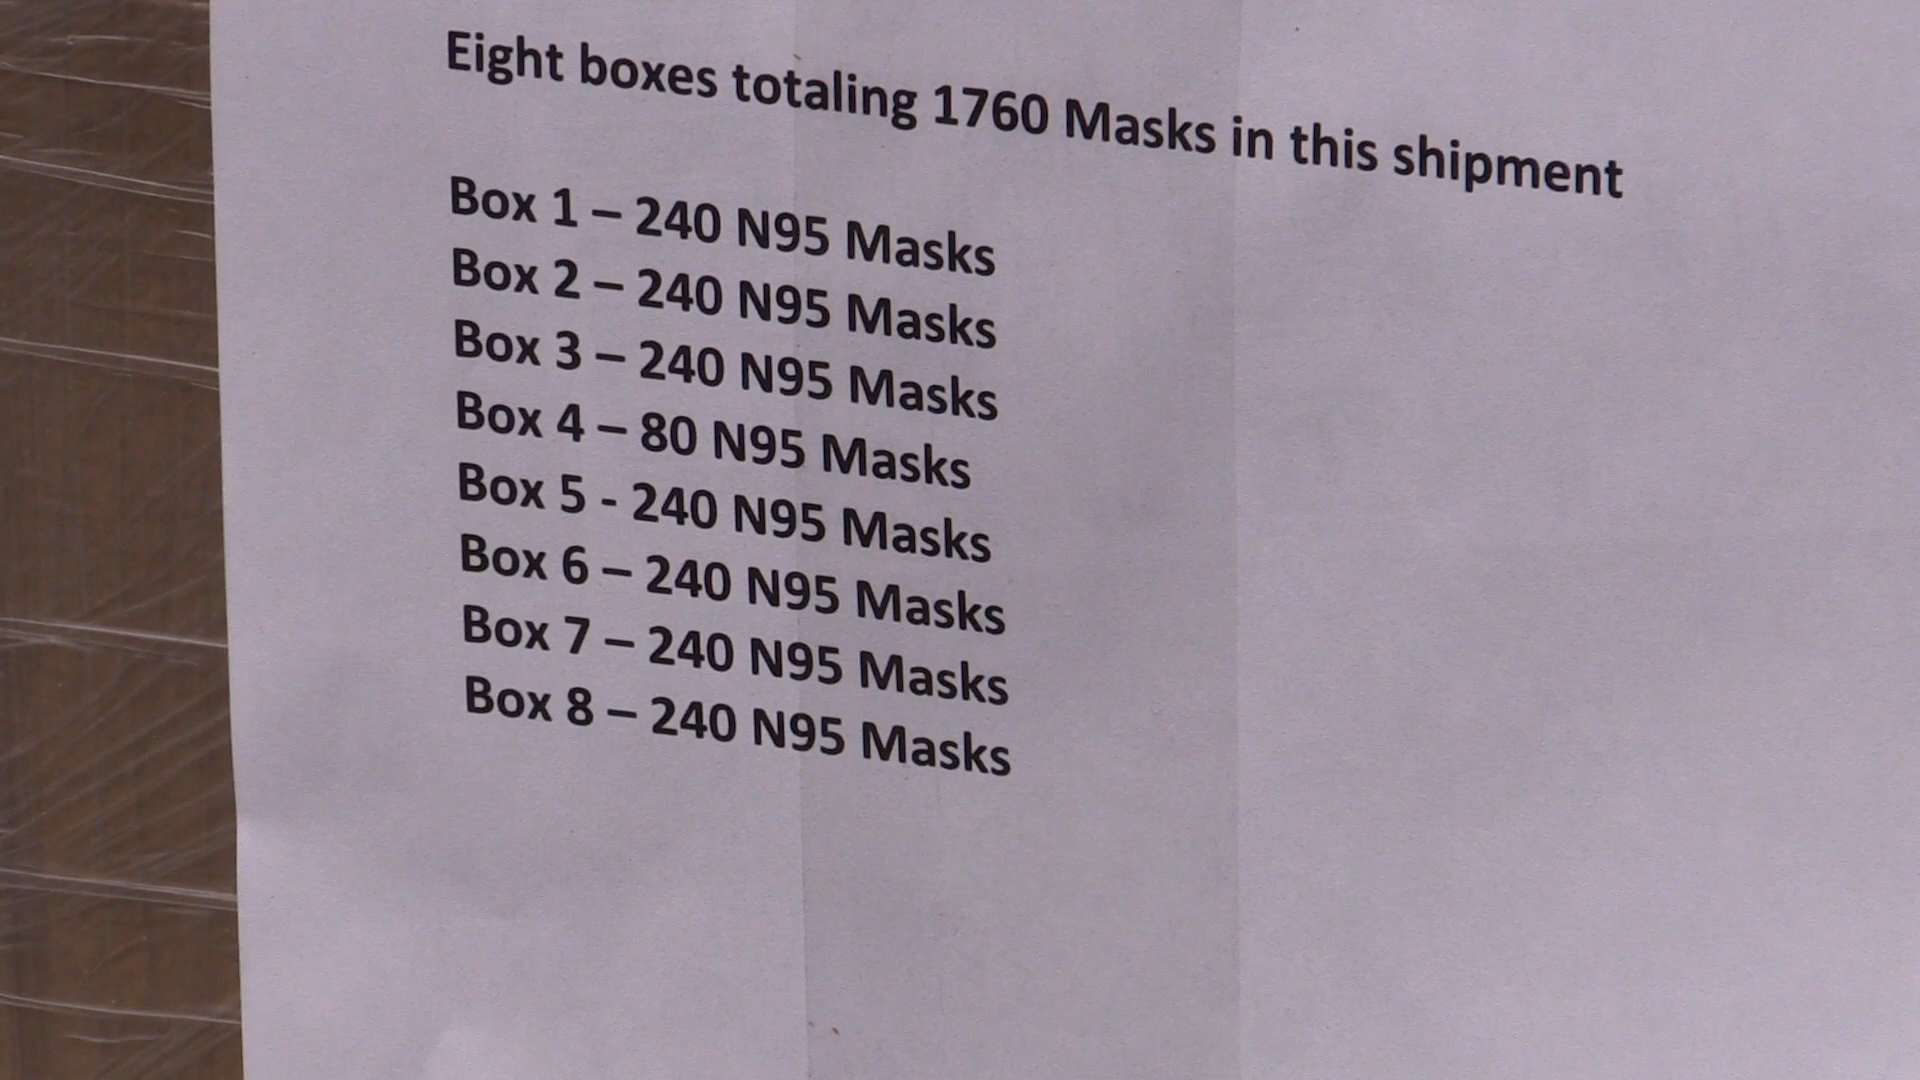 Eight boxes totaling 1760 Masks in this shipment
Box 1 – 240 N95 Masks
Box 2 – 240 N95 Masks
Box 3 – 240 N95 Masks
Box 4 – 80 N95 Masks
Box 5 - 240 N95 Masks
Box 6 – 240 N95 Masks
Box 7 – 240 N95 Masks
Box 8 – 240 N95 Masks